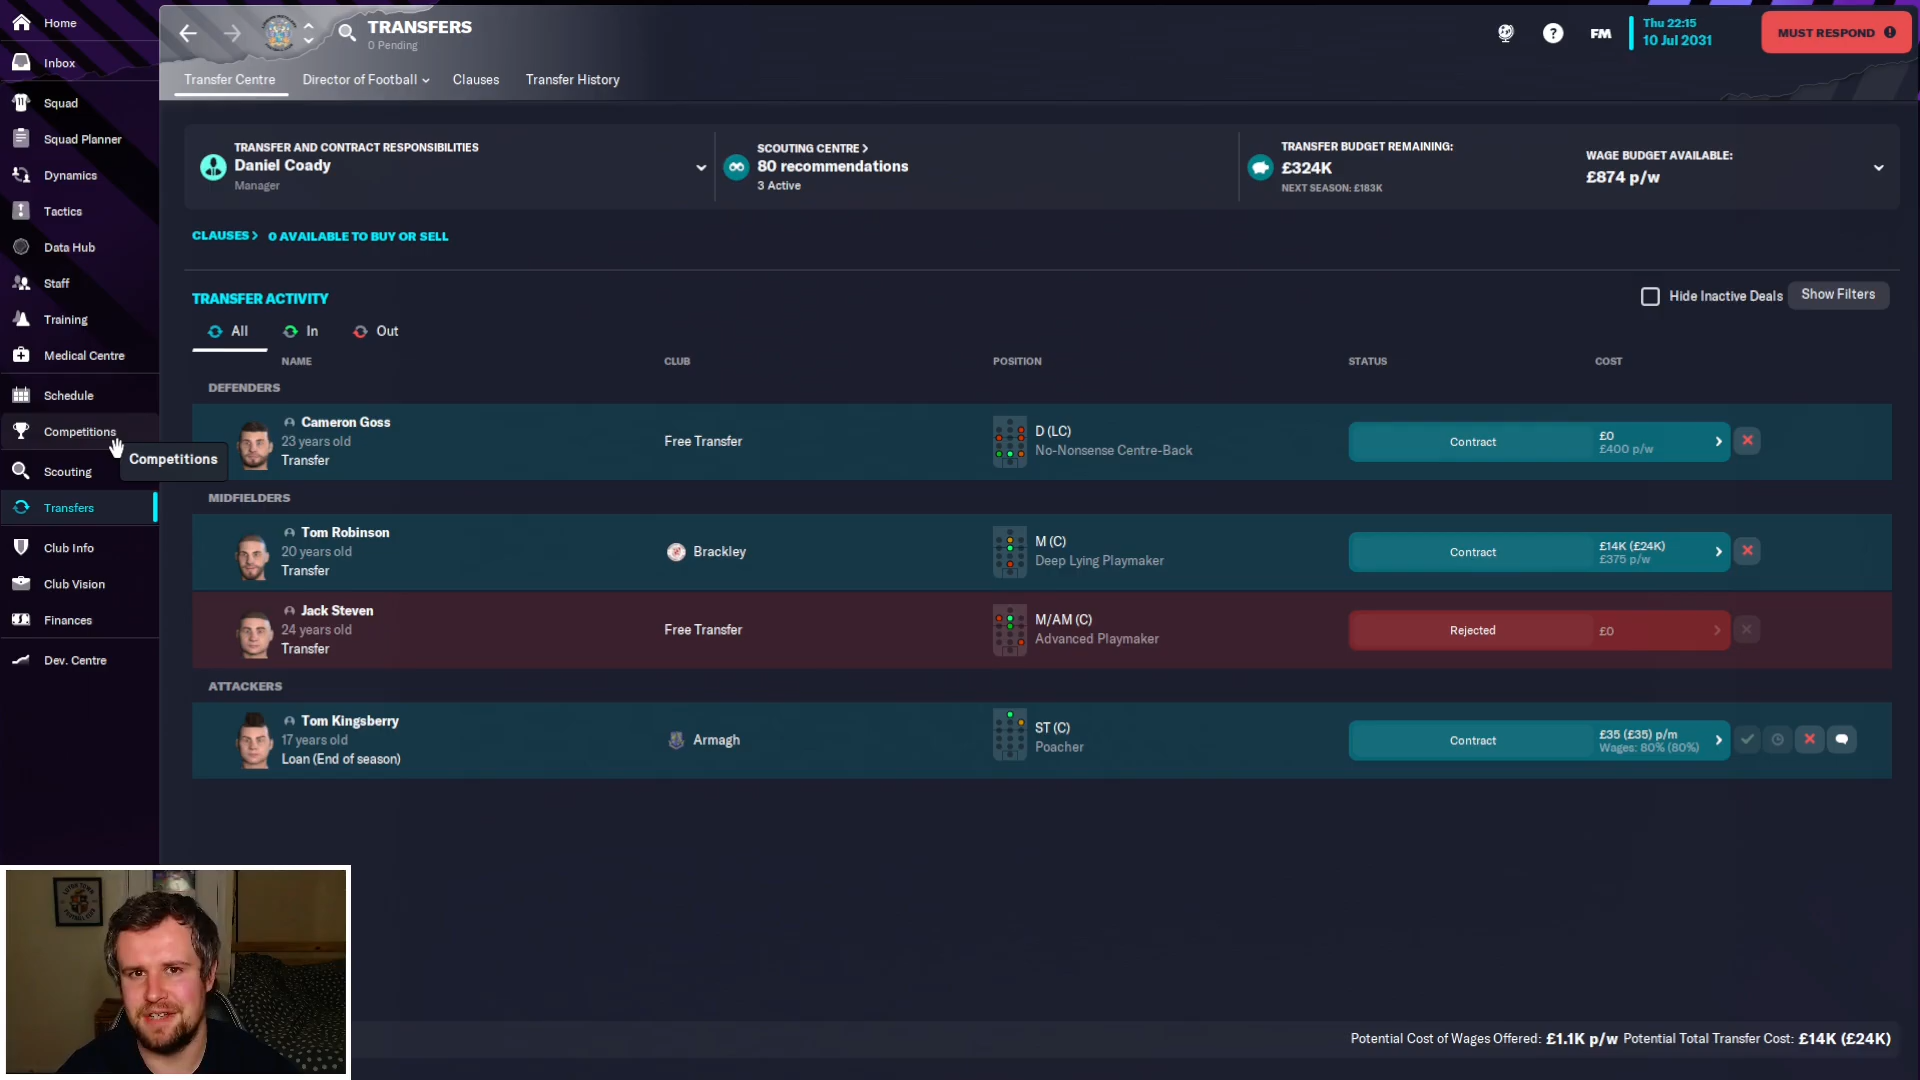 Home
Inbox
Squad
Squad Planner
Dynamics
Tactics
Data Hub
Staff
Training
Medical Centre
Schedule
Competitions
Competitions
Scouting
Transfers
Club Info
Club Vision
Finances
Dev. Centre
TRANSFERS
0 Pending
FM
Thu 22:15
10 Jul 2031
MUST RESPOND
Transfer Centre
Director of Football
Clauses
Transfer History
TRANSFER AND CONTRACT RESPONSIBILITIES
Daniel Coady
Manager
SCOUTING CENTRE >
80 recommendations
3 Active
TRANSFER BUDGET REMAINING:
£324K
NEXT SEASON: £183K
WAGE BUDGET AVAILABLE:
£874 p/w
CLAUSES > 0 AVAILABLE TO BUY OR SELL
TRANSFER ACTIVITY
Hide Inactive Deals
Show Filters
All In Out
NAME CLUB POSITION STATUS COST
DEFENDERS
Cameron Goss
23 years old
Transfer
Free Transfer
D (LC)
No-Nonsense Centre-Back
Contract
£0
£400 p/w
MIDFIELDERS
Tom Robinson
20 years old
Transfer
Brackley
M (C)
Deep Lying Playmaker
Contract
£14K (£24K)
£375 p/w
Jack Steven
24 years old
Transfer
Free Transfer
M/AM (C)
Advanced Playmaker
Rejected
£0
ATTACKERS
Tom Kingsberry
17 years old
Loan (End of season)
Armagh
ST (C)
Poacher
Contract
£35 (£35) p/m
Wages: 80% (80%)
Potential Cost of Wages Offered: £1.1K p/w Potential Total Transfer Cost: £14K (£24K)